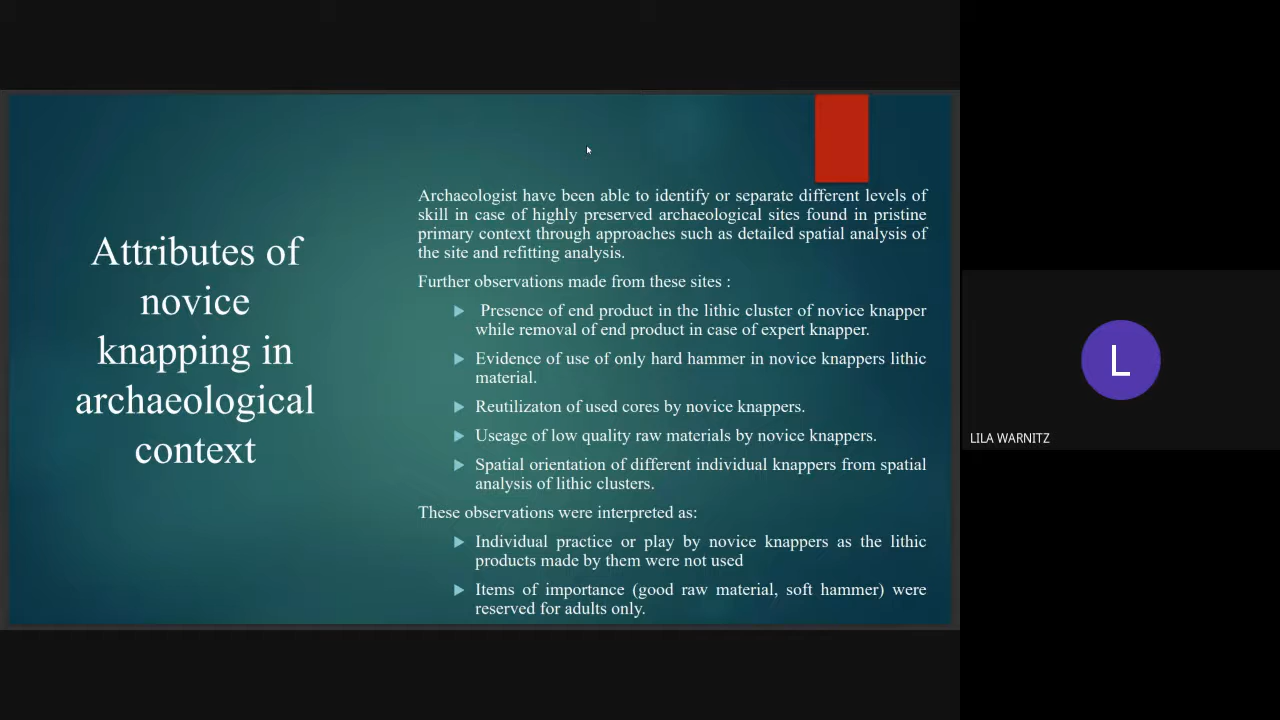 Attributes of
novice
knapping in
archaeological
context
Archaeologist have been able to identify or separate different levels of
skill in case of highly preserved archaeological sites found in pristine
primary context through approaches such as detailed spatial analysis of
the site and refitting analysis.
Further observations made from these sites :
Presence of end product in the lithic cluster of novice knapper
while removal of end product in case of expert knapper.
Evidence of use of only hard hammer in novice knappers lithic
material.
Reutilizaton of used cores by novice knappers.
Useage of low quality raw materials by novice knappers.
Spatial orientation of different individual knappers from spatial
analysis of lithic clusters.
These observations were interpreted as:
Individual practice or play by novice knappers as the lithic
products made by them were not used
Items of importance (good raw material, soft hammer) were
reserved for adults only.
L
LILA WARNITZ